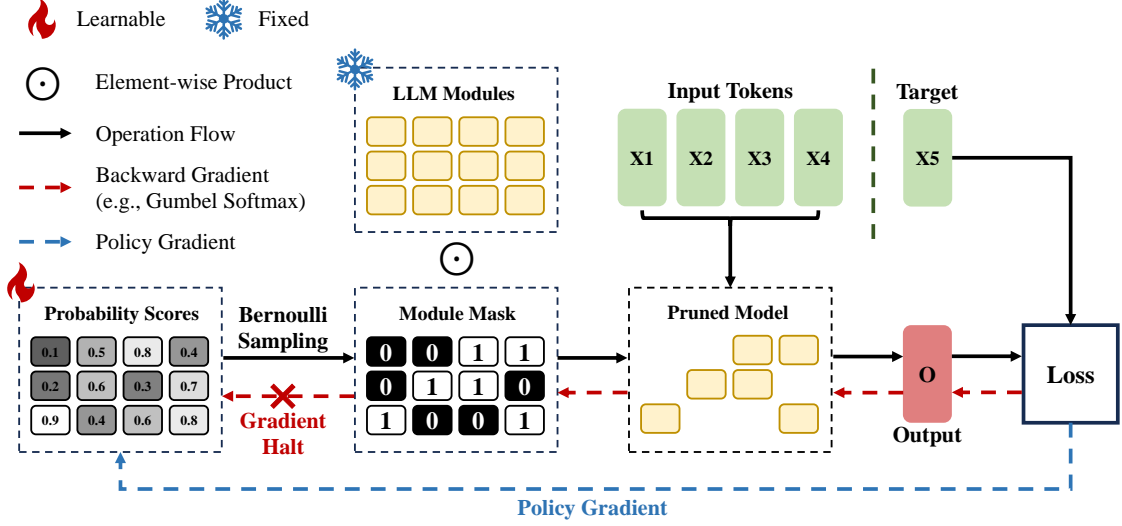 Learnable
Fixed
Element-wise Product
Operation Flow
Backward Gradient
(e.g., Gumbel Softmax)
Policy Gradient
LLM Modules
Input Tokens
Target
X1 X2 X3 X4
X5
Probability Scores
0.1 0.5 0.8 0.4
0.2 0.6 0.3 0.7
0.9 0.4 0.6 0.8
Bernoulli
Sampling
Gradient
Halt
Module Mask
0 0 1 1
0 1 1 0
1 0 0 1
Pruned Model
O
Output
Loss
Policy Gradient